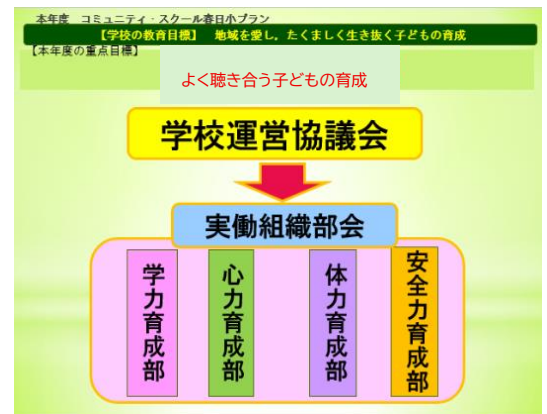 本年度　コミュニティ・スクール春日小プラン
【学校の教育目標】　地域を愛し，たくましく生き抜く子どもの育成
【本年度の重点目標】
よく聴き合う子どもの育成
学校運営協議会
実働組織部会
学力育成部
心力育成部
体力育成部
安全力育成部